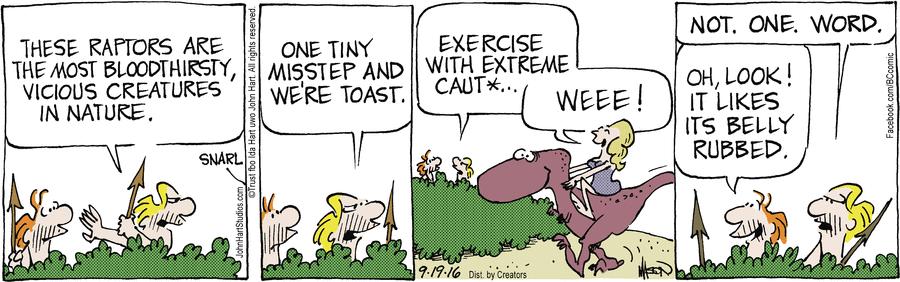 THESE RAPTORS ARE
THE MOST BLOODTHIRSTY,
VICIOUS CREATURES
IN NATURE.
SNARL
JohnHartStudios.com
©Trust fbo Ida Hart uwo John Hart. All rights reserved.
ONE TINY
MISSTEP AND
WE'RE TOAST.
EXERCISE
WITH EXTREME
CAUT*...
WEEE!
9·19·16
Dist. by Creators
NOT. ONE. WORD.
OH, LOOK!
IT LIKES
ITS BELLY
RUBBED.
Facebook.com/BCcomic